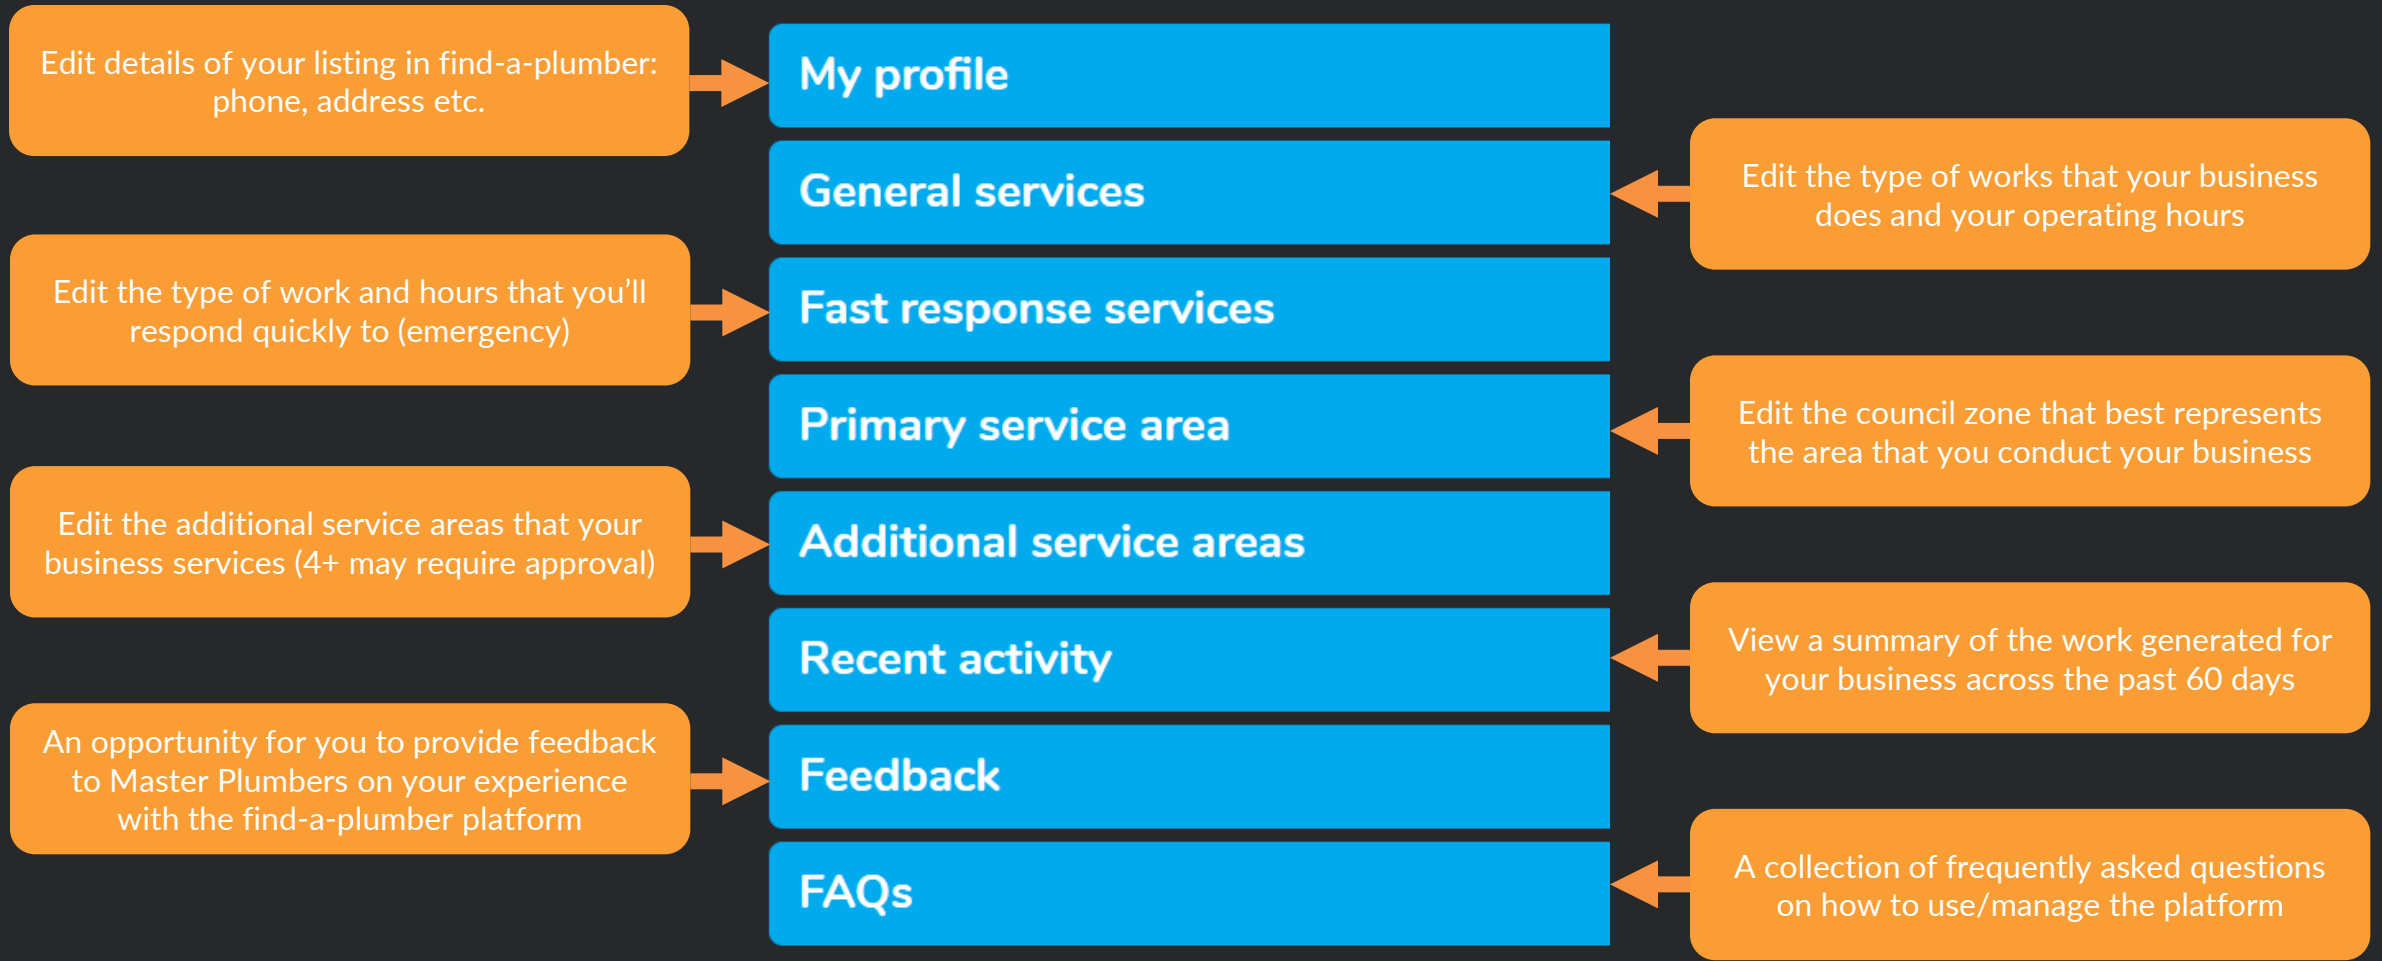 Edit details of your listing in find-a-plumber:
phone, address etc.
My profile
General services
Edit the type of works that your business
does and your operating hours
Edit the type of work and hours that you’ll
respond quickly to (emergency)
Fast response services
Primary service area
Edit the council zone that best represents
the area that you conduct your business
Edit the additional service areas that your
business services (4+ may require approval)
Additional service areas
Recent activity
View a summary of the work generated for
your business across the past 60 days
An opportunity for you to provide feedback
to Master Plumbers on your experience
with the find-a-plumber platform
Feedback
FAQs
A collection of frequently asked questions
on how to use/manage the platform